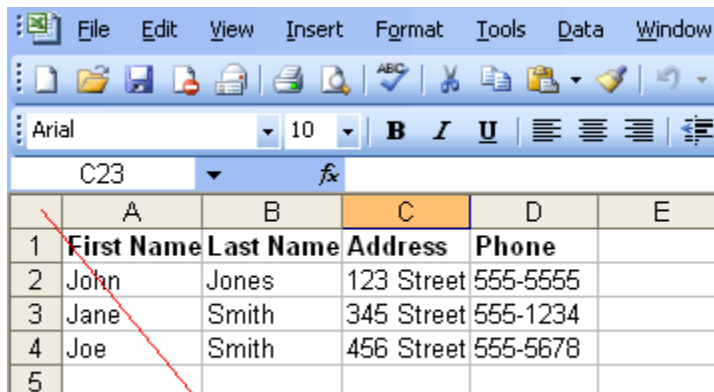 File Edit View Insert Format Tools Data Window
ABC
Arial 10 B I U
C23 fx
A B C D E
1 First Name Last Name Address Phone
2 John Jones 123 Street 555-5555
3 Jane Smith 345 Street 555-1234
4 Joe Smith 456 Street 555-5678
5